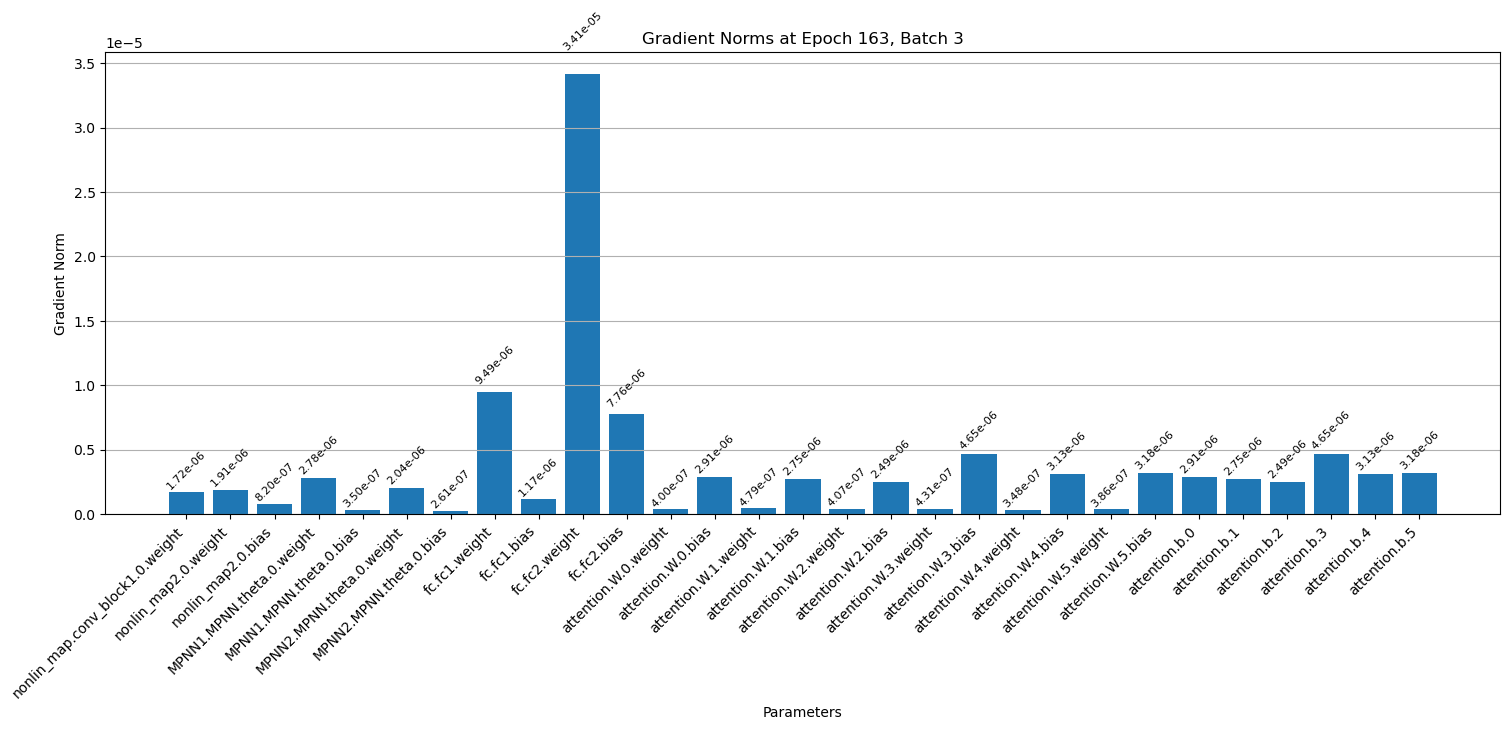 Gradient Norms at Epoch 163, Batch 3
1e−5
Gradient Norm
3.5
3.0
2.5
2.0
1.5
1.0
0.5
0.0
1.72e-06
1.91e-06
8.20e-07
2.78e-06
3.50e-07
2.04e-06
2.61e-07
9.49e-06
1.17e-06
3.41e-05
7.76e-06
4.00e-07
2.91e-06
4.79e-07
2.75e-06
4.07e-07
2.49e-06
4.31e-07
4.65e-06
3.48e-07
3.13e-06
3.86e-07
3.18e-06
2.91e-06
2.75e-06
2.49e-06
4.65e-06
3.13e-06
3.18e-06
nonlin_map.conv_block1.0.weight
nonlin_map2.0.weight
nonlin_map2.0.bias
MPNN1.MPNN.theta.0.weight
MPNN1.MPNN.theta.0.bias
MPNN2.MPNN.theta.0.weight
MPNN2.MPNN.theta.0.bias
fc.fc1.weight
fc.fc1.bias
fc.fc2.weight
fc.fc2.bias
attention.W.0.weight
attention.W.0.bias
attention.W.1.weight
attention.W.1.bias
attention.W.2.weight
attention.W.2.bias
attention.W.3.weight
attention.W.3.bias
attention.W.4.weight
attention.W.4.bias
attention.W.5.weight
attention.W.5.bias
attention.b.0
attention.b.1
attention.b.2
attention.b.3
attention.b.4
attention.b.5
Parameters